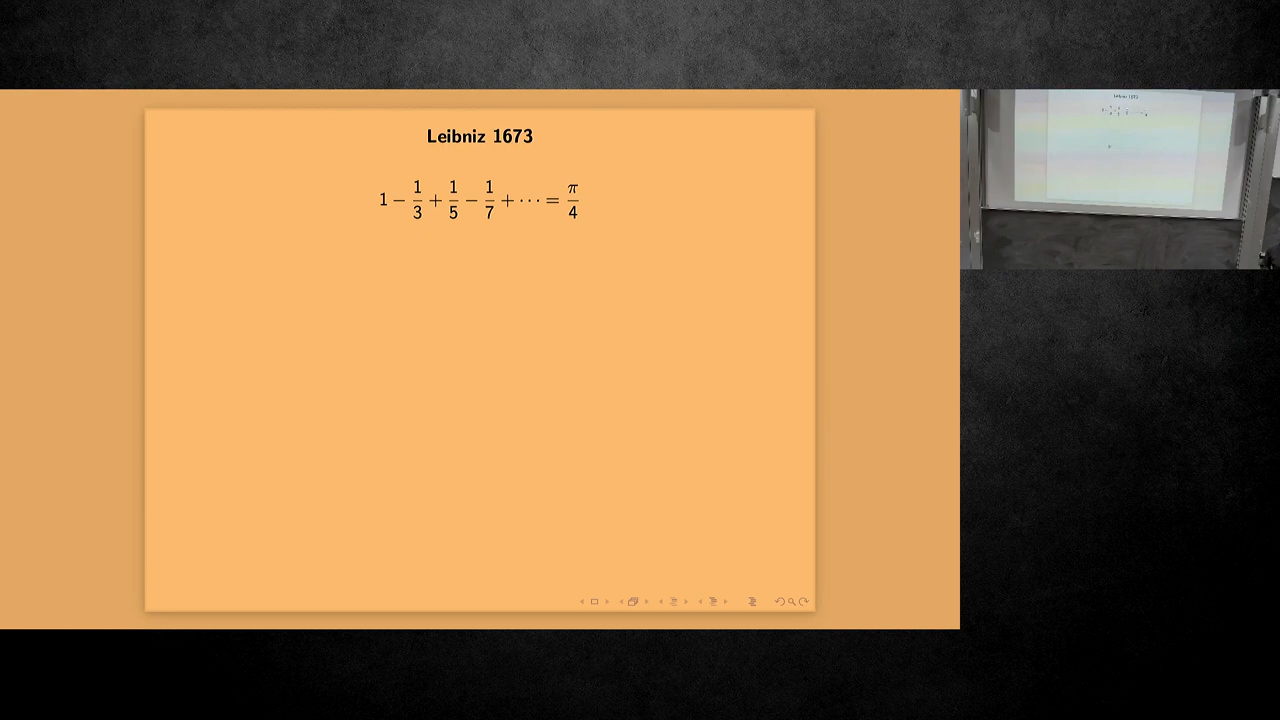 Leibniz 1673
1 − 1/3 + 1/5 − 1/7 + ··· = π/4